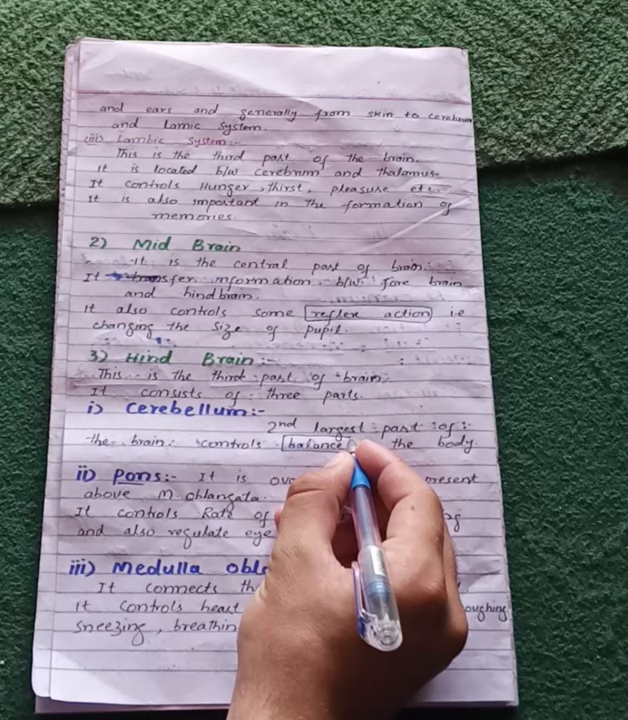 and ears and generally from skin to cerebrum
and Lamic System.
(iii) Lambic System:-
This is the third part of the brain.
It is located b/w cerebrum and thalamus.
It controls Hunger, thirst, pleasure etc.
It is also important in the formation of
memories.
2) Mid Brain
It is the central part of brain.
It transfer information b/w fore brain
and hindbrain.
It also controls some reflex action i.e
changing the size of pupil.
3) Hind Brain:-
This is the third part of brain.
It consists of three parts.
i) Cerebellum:-
2nd largest part of
the brain. controls balance the body.
ii) Pons:- It is present
above M oblangata.
It controls Rate of
and also regulate eye
iii) Medulla
It connects
It controls heart oughing
sneezing,